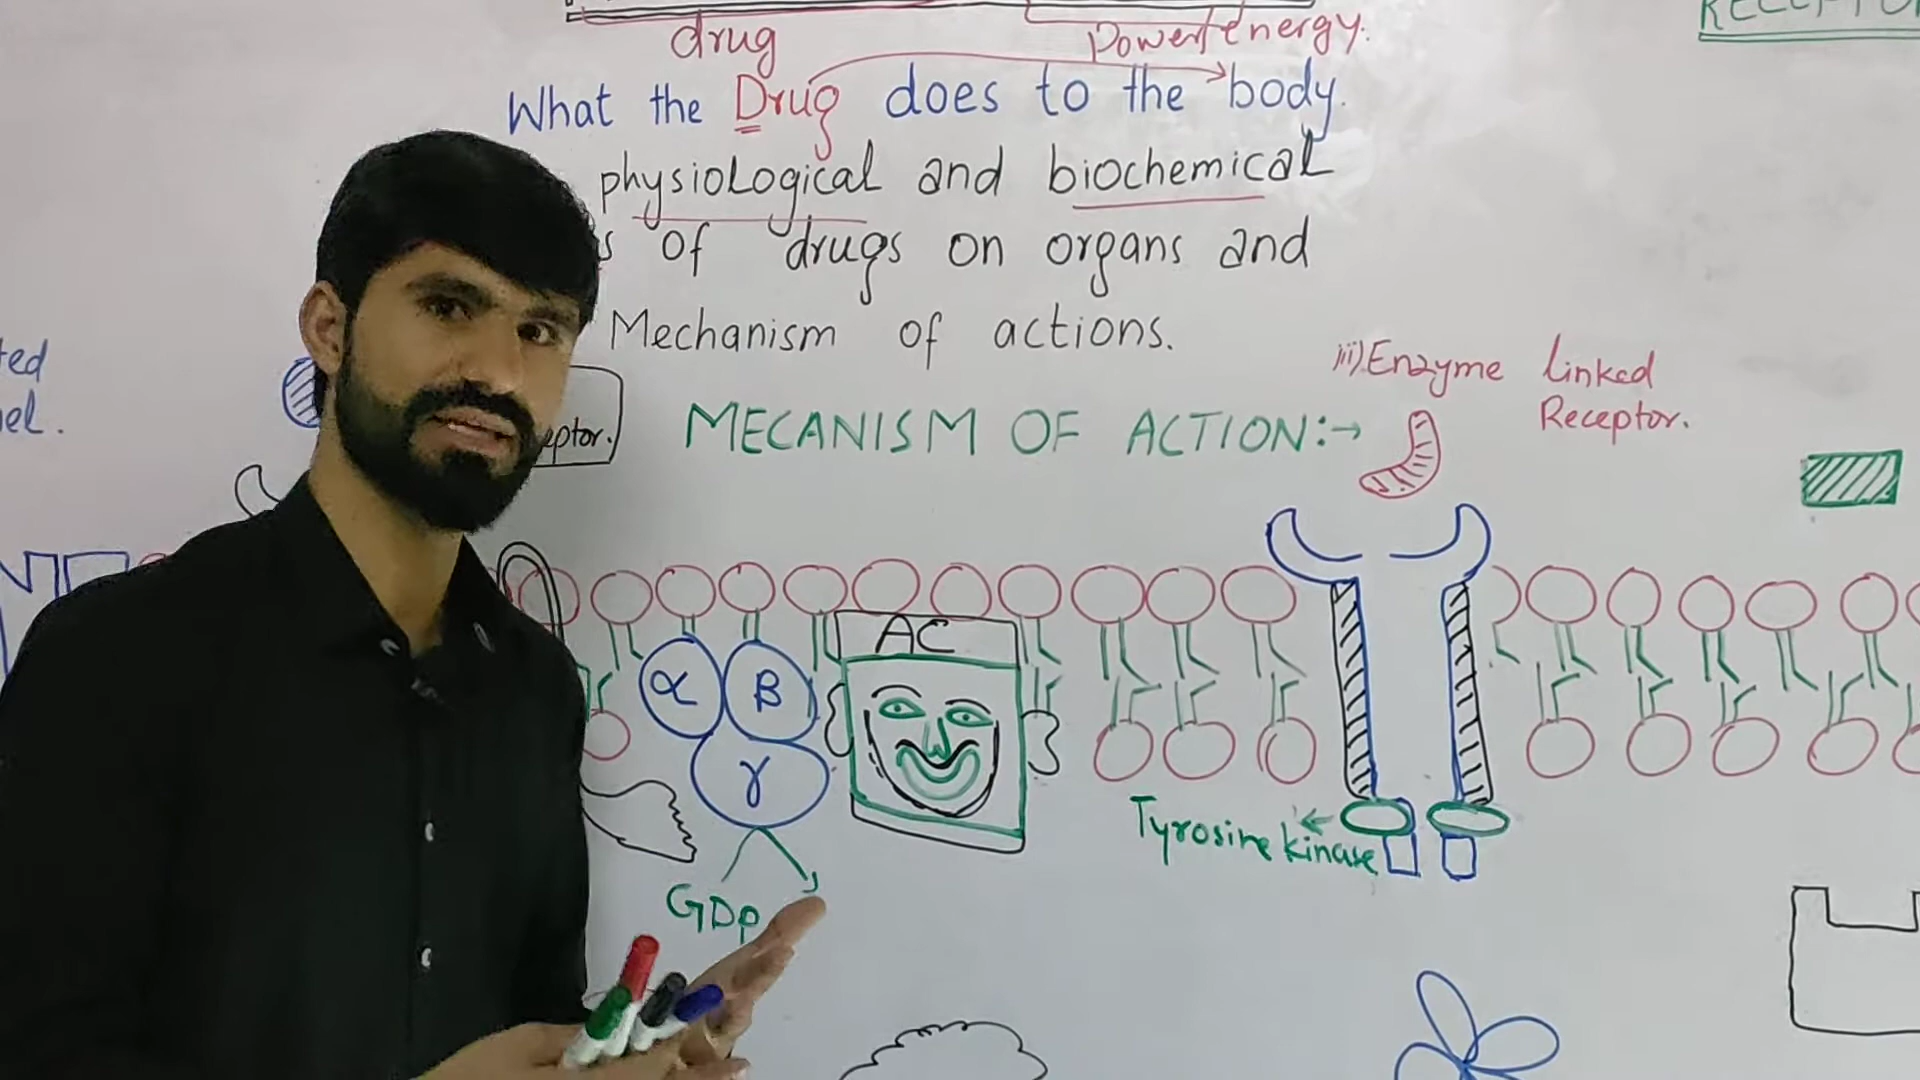 drug
Power/energy.
What the Drug does to the body.
physiological and biochemical
of drugs on organs and
Mechanism of actions.
iii) Enzyme linked
Receptor.
MECANISM OF ACTION:→
AC
α
β
γ
GDP
Tyrosine kinase